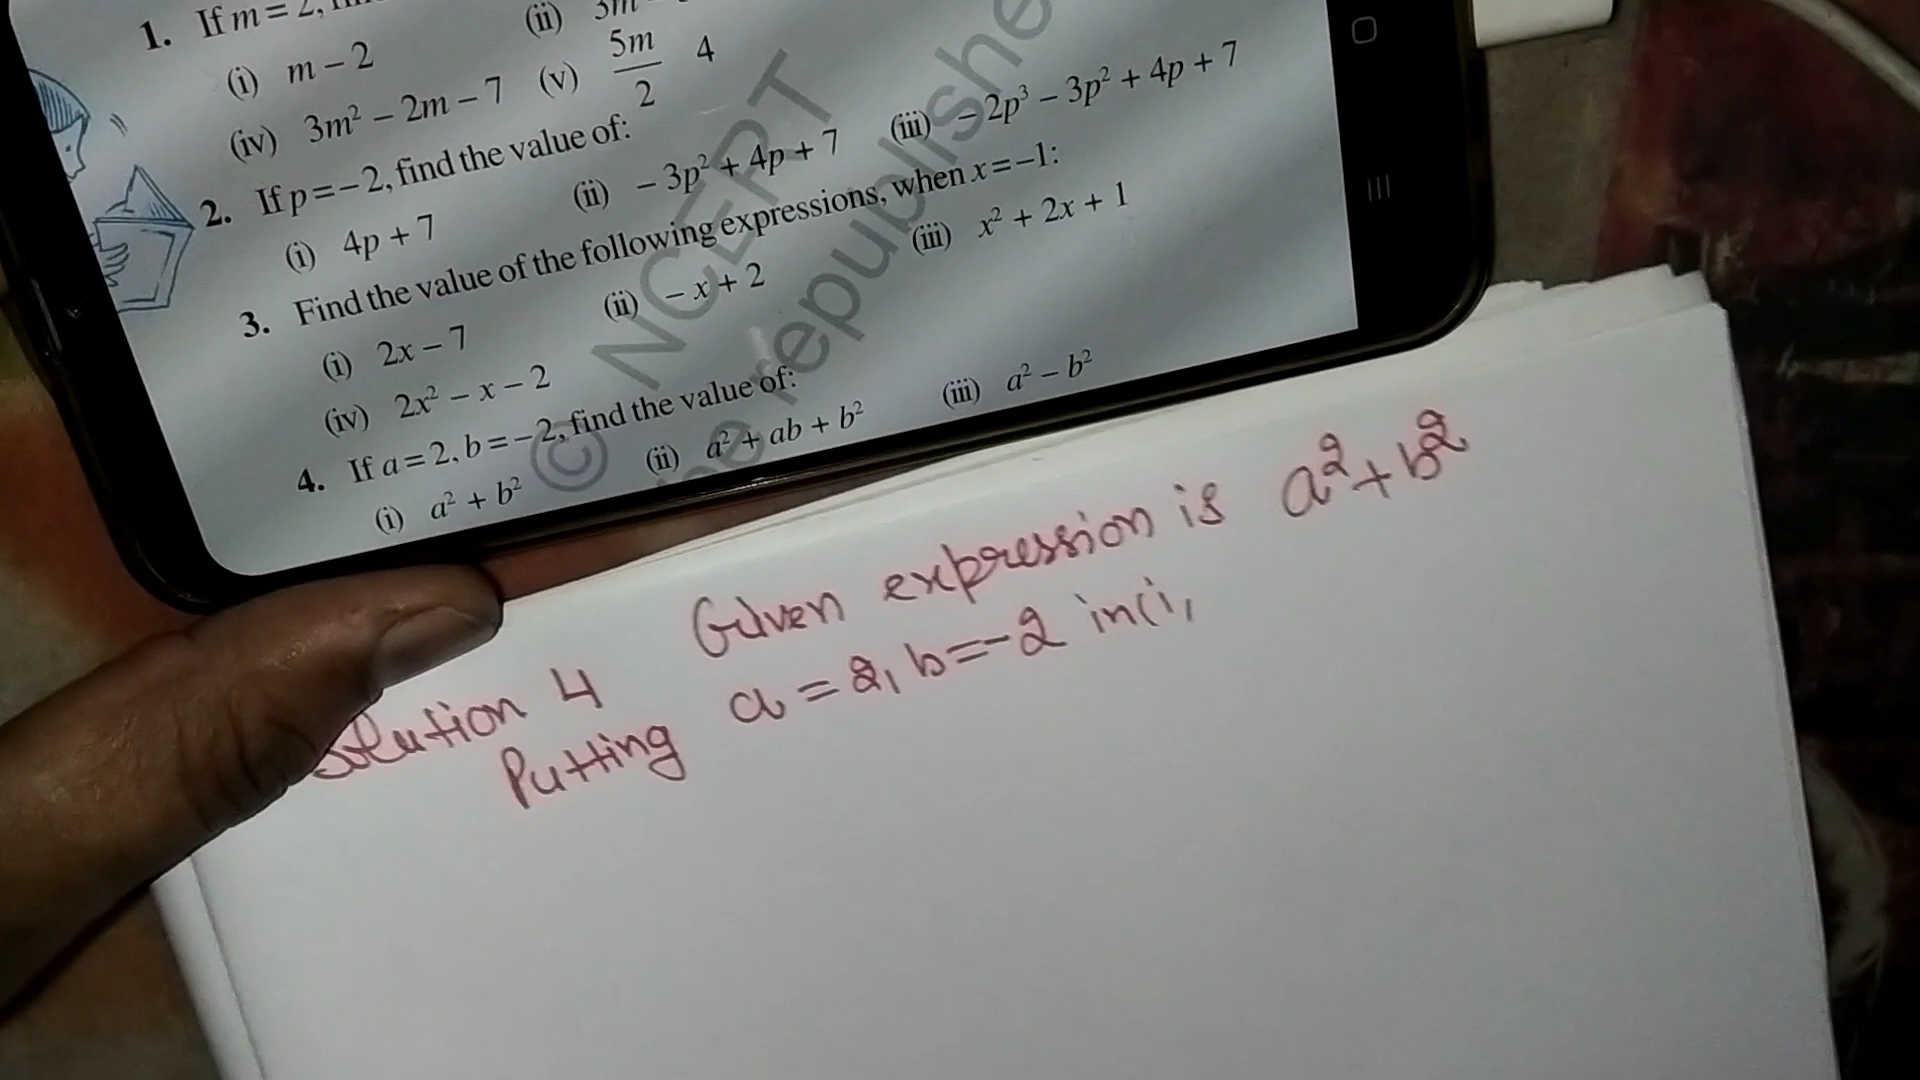 1. If m = 2,
(i) m – 2 (ii) 3m
(iv) 3m² – 2m – 7 (v) 5m/2 4
2. If p = – 2, find the value of:
(i) 4p + 7 (ii) – 3p² + 4p + 7 (iii) – 2p³ – 3p² + 4p + 7
3. Find the value of the following expressions, when x = –1:
(i) 2x – 7 (ii) – x + 2 (iii) x² + 2x + 1
(iv) 2x² – x – 2
4. If a = 2, b = – 2, find the value of:
(i) a² + b² (ii) a² + ab + b² (iii) a² – b²
© NCERT
be republishe
Solution 4 Given expression is a² + b²
Putting a = 2, b = -2 in (i,